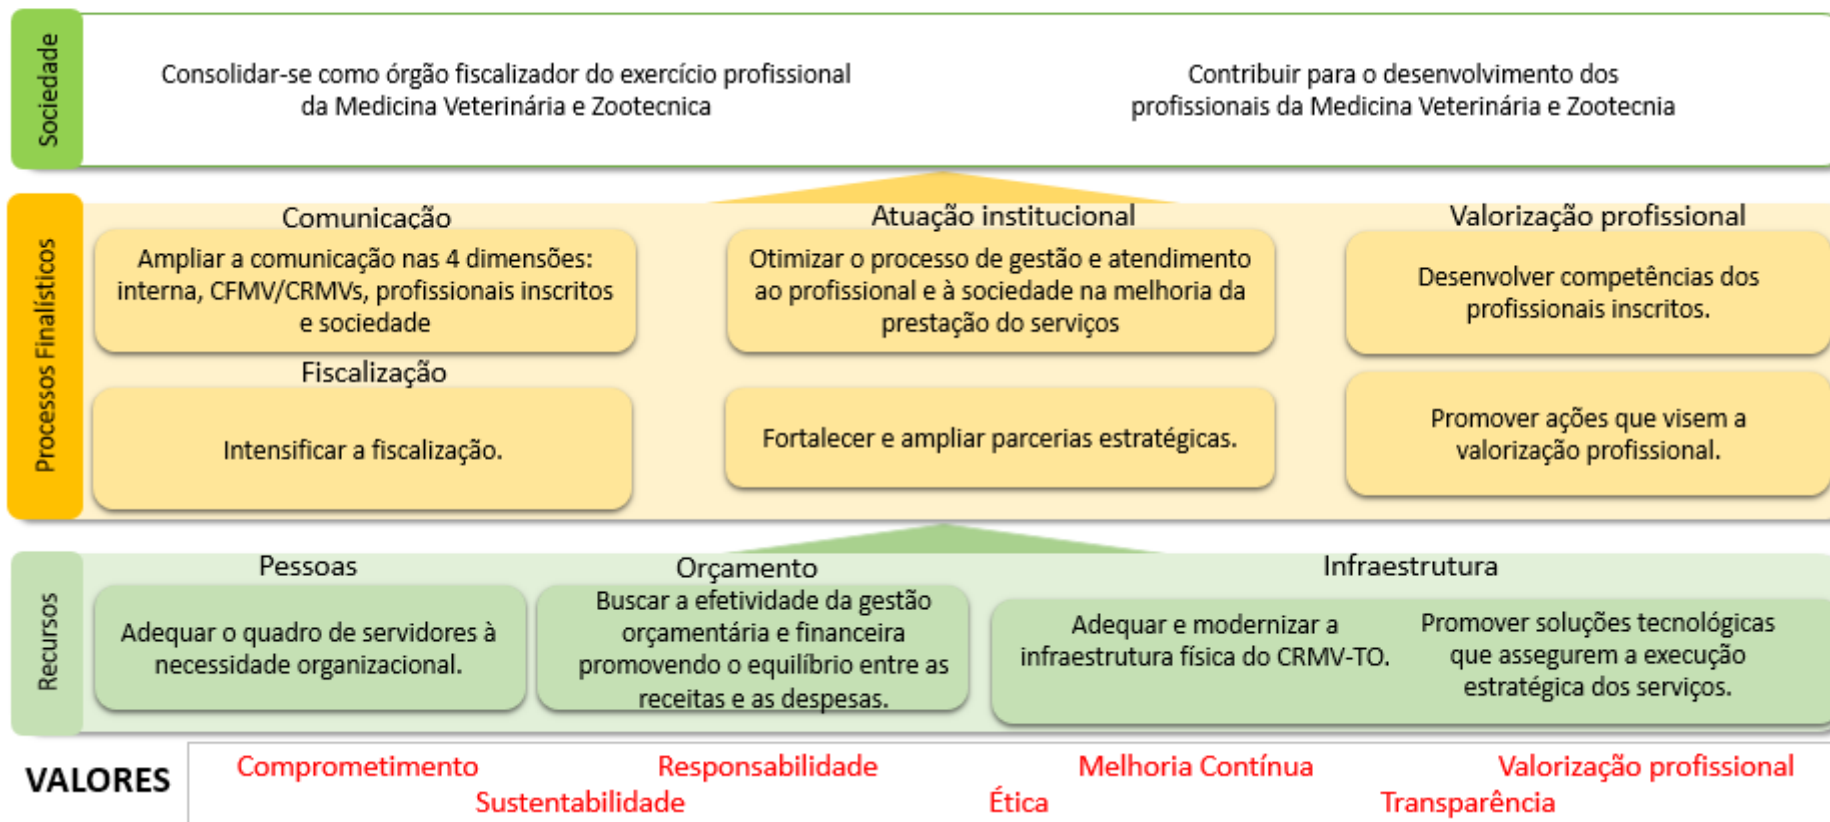 Sociedade
Consolidar-se como órgão fiscalizador do exercício profissional
da Medicina Veterinária e Zootecnica
Contribuir para o desenvolvimento dos
profissionais da Medicina Veterinária e Zootecnia
Processos Finalísticos
Comunicação
Ampliar a comunicação nas 4 dimensões:
interna, CFMV/CRMVs, profissionais inscritos
e sociedade
Fiscalização
Intensificar a fiscalização.
Atuação institucional
Otimizar o processo de gestão e atendimento
ao profissional e à sociedade na melhoria da
prestação do serviços
Fortalecer e ampliar parcerias estratégicas.
Valorização profissional
Desenvolver competências dos
profissionais inscritos.
Promover ações que visem a
valorização profissional.
Recursos
Pessoas
Adequar o quadro de servidores à
necessidade organizacional.
Orçamento
Buscar a efetividade da gestão
orçamentária e financeira
promovendo o equilíbrio entre as
receitas e as despesas.
Infraestrutura
Adequar e modernizar a
infraestrutura física do CRMV-TO.
Promover soluções tecnológicas
que assegurem a execução
estratégica dos serviços.
VALORES
Comprometimento
Responsabilidade
Melhoria Contínua
Valorização profissional
Sustentabilidade
Ética
Transparência